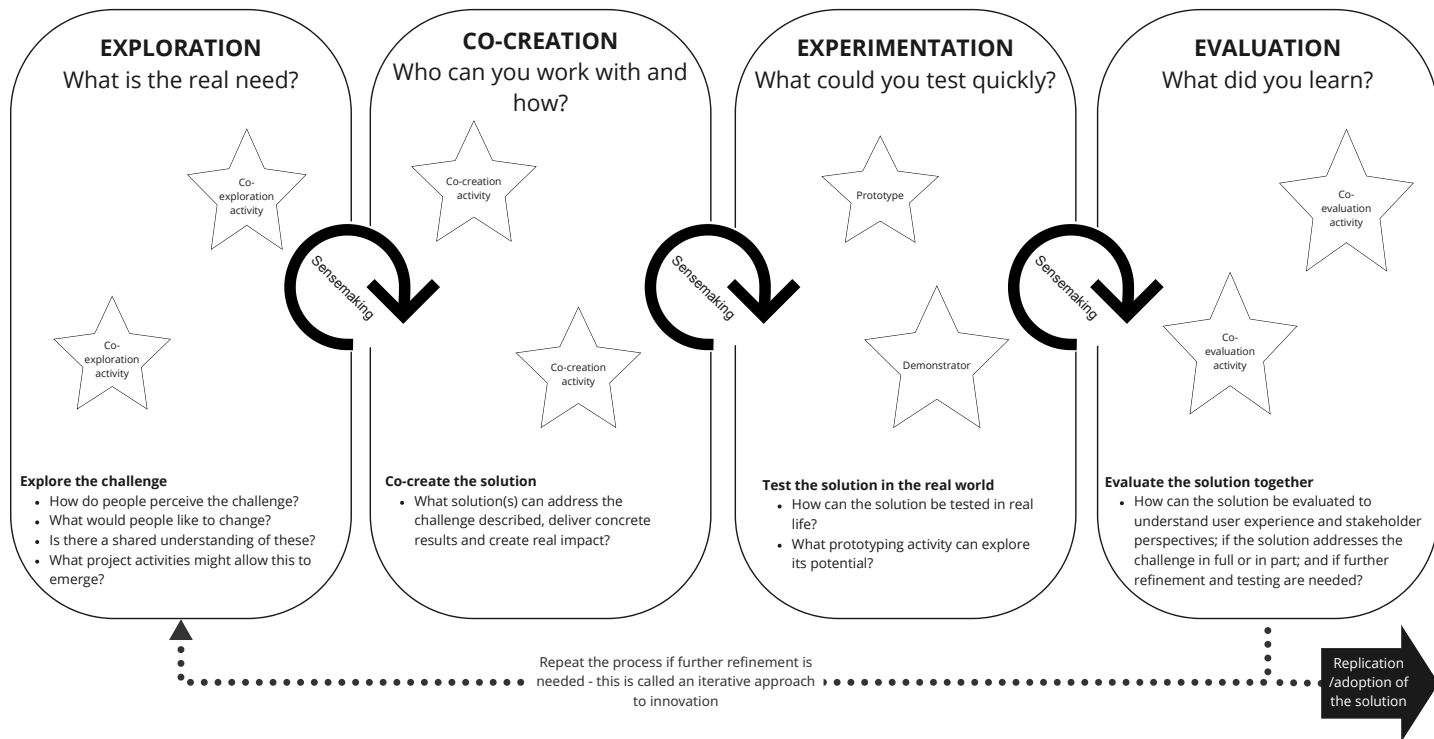 EXPLORATION
What is the real need?
Co-
exploration
activity
Co-
exploration
activity
Explore the challenge
• How do people perceive the challenge?
• What would people like to change?
• Is there a shared understanding of these?
• What project activities might allow this to
emerge?
Sensemaking
CO-CREATION
Who can you work with and
how?
Co-creation
activity
Co-creation
activity
Co-create the solution
• What solution(s) can address the
challenge described, deliver concrete
results and create real impact?
Sensemaking
EXPERIMENTATION
What could you test quickly?
Prototype
Demonstrator
Test the solution in the real world
• How can the solution be tested in real
life?
• What prototyping activity can explore
its potential?
Sensemaking
EVALUATION
What did you learn?
Co-
evaluation
activity
Co-
evaluation
activity
Evaluate the solution together
• How can the solution be evaluated to
understand user experience and stakeholder
perspectives; if the solution addresses the
challenge in full or in part; and if further
refinement and testing are needed?
Repeat the process if further refinement is
needed - this is called an iterative approach
to innovation
Replication
/adoption of
the solution